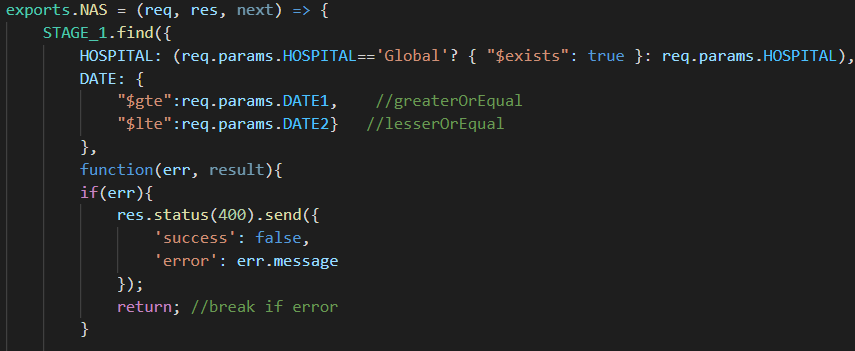 exports.NAS = (req, res, next) => {
STAGE_1.find({
HOSPITAL: (req.params.HOSPITAL=='Global'? { "$exists": true }: req.params.HOSPITAL),
DATE: {
"$gte":req.params.DATE1, //greaterOrEqual
"$lte":req.params.DATE2} //lesserOrEqual
},
function(err, result){
if(err){
res.status(400).send({
'success': false,
'error': err.message
});
return; //break if error
}